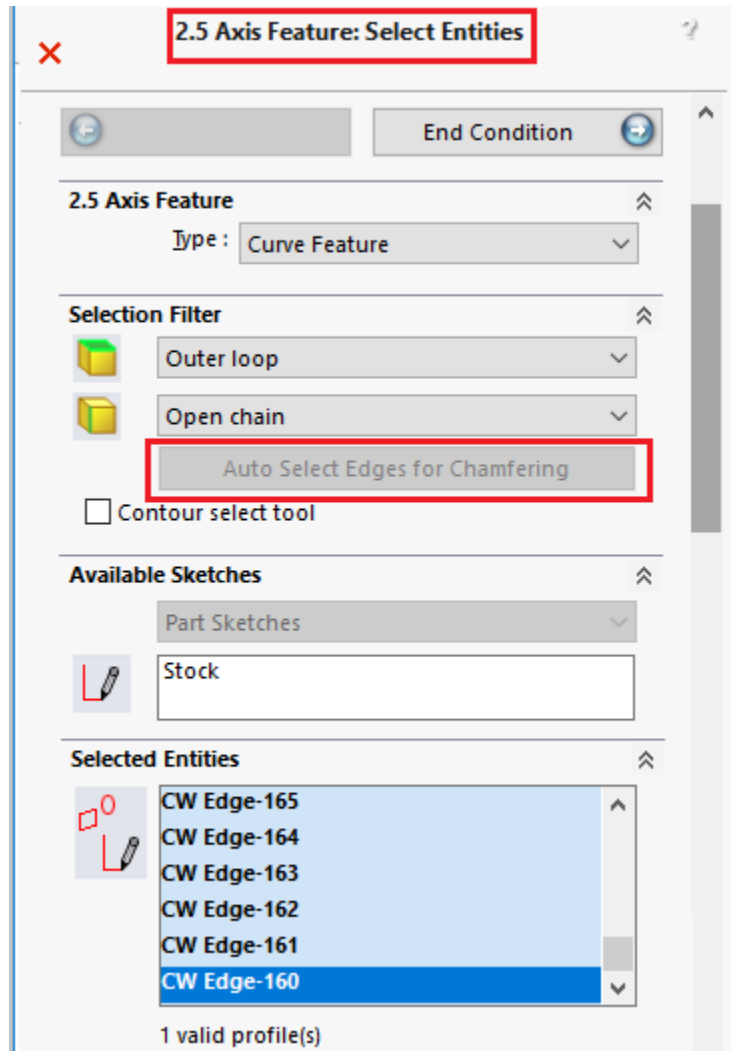 2.5 Axis Feature: Select Entities
?
End Condition
2.5 Axis Feature
Type : Curve Feature
Selection Filter
Outer loop
Open chain
Auto Select Edges for Chamfering
Contour select tool
Available Sketches
Part Sketches
Stock
Selected Entities
CW Edge-165
CW Edge-164
CW Edge-163
CW Edge-162
CW Edge-161
CW Edge-160
1 valid profile(s)